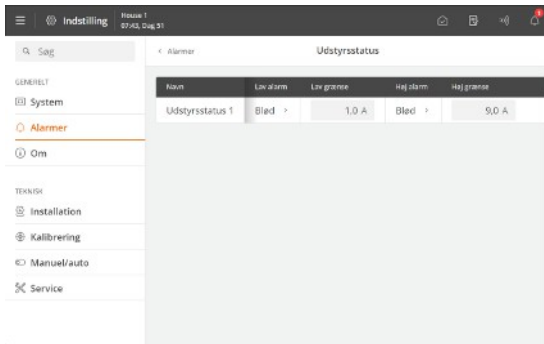 Indstilling
House 1
07:43, Dag 51
Søg
GENERELT
System
Alarmer
Om
TEKNISK
Installation
Kalibrering
Manuel/auto
Service
< Alarmer
Udstyrsstatus
Navn Lav alarm Lav grænse Høj alarm Høj grænse
Udstyrsstatus 1 Blød > 1,0 A Blød > 9,0 A